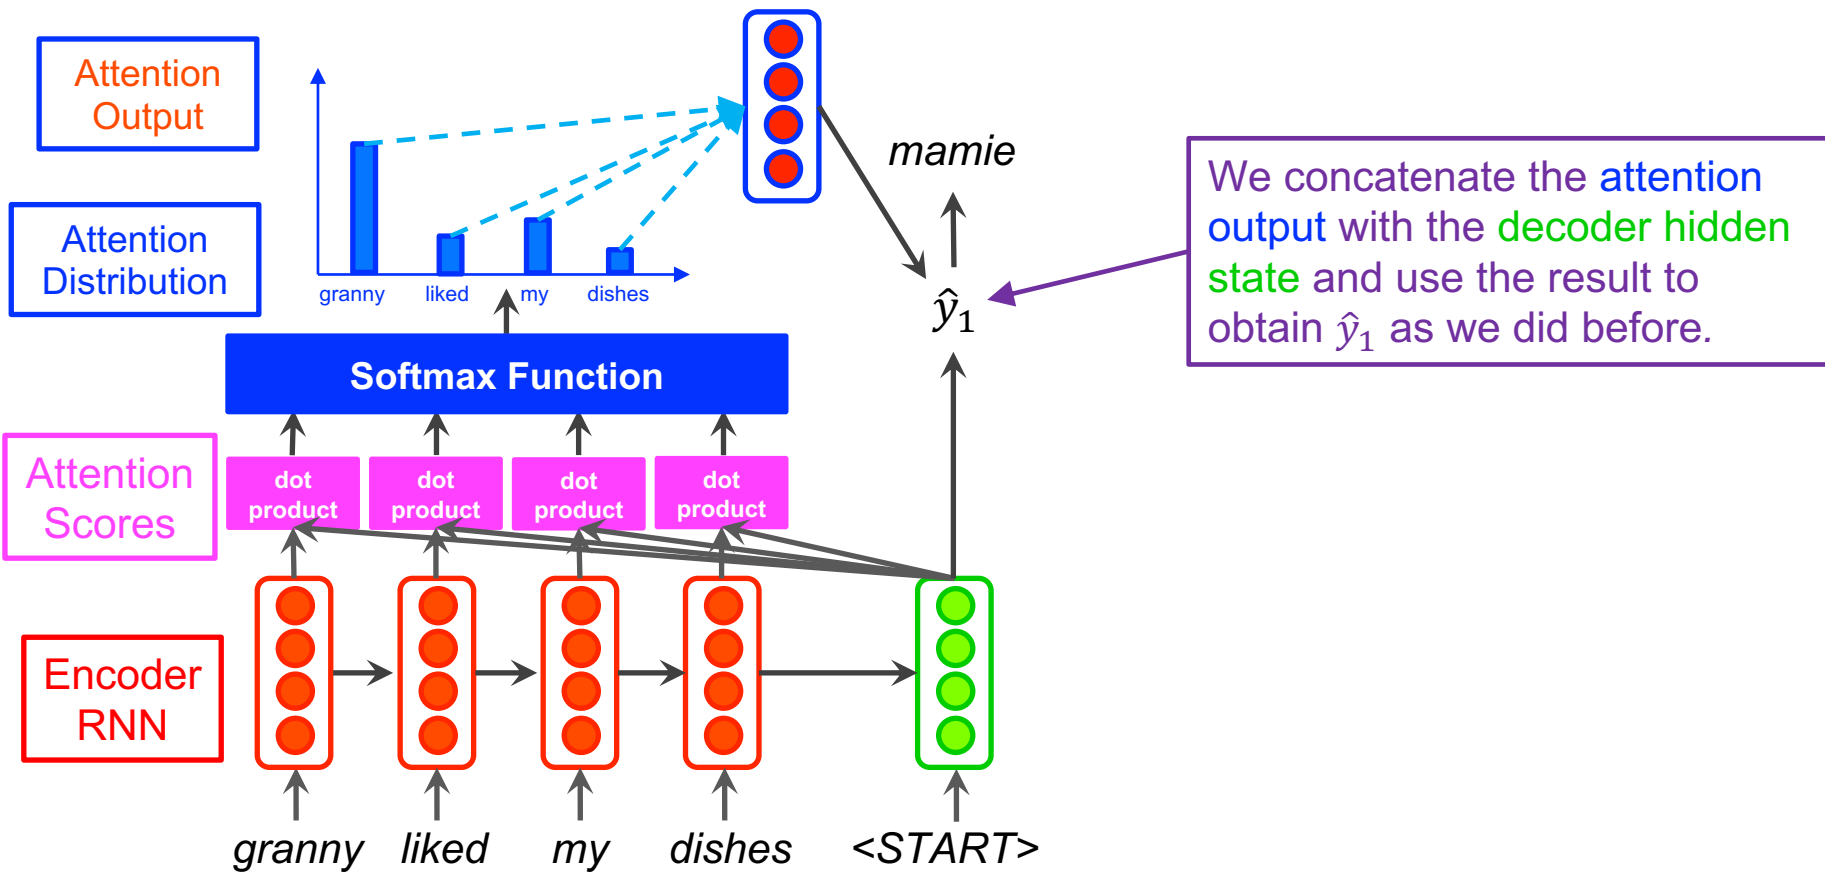 Attention
Output
mamie
We concatenate the attention
output with the decoder hidden
state and use the result to
obtain ŷ₁ as we did before.
Attention
Distribution
granny liked my dishes
ŷ₁
Softmax Function
Attention
Scores
dot
product
dot
product
dot
product
dot
product
Encoder
RNN
granny liked my dishes <START>